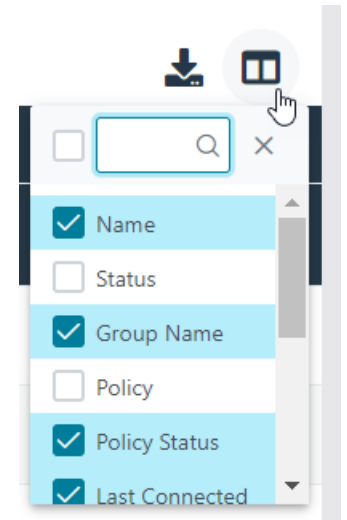 Name
Status
Group Name
Policy
Policy Status
Last Connected